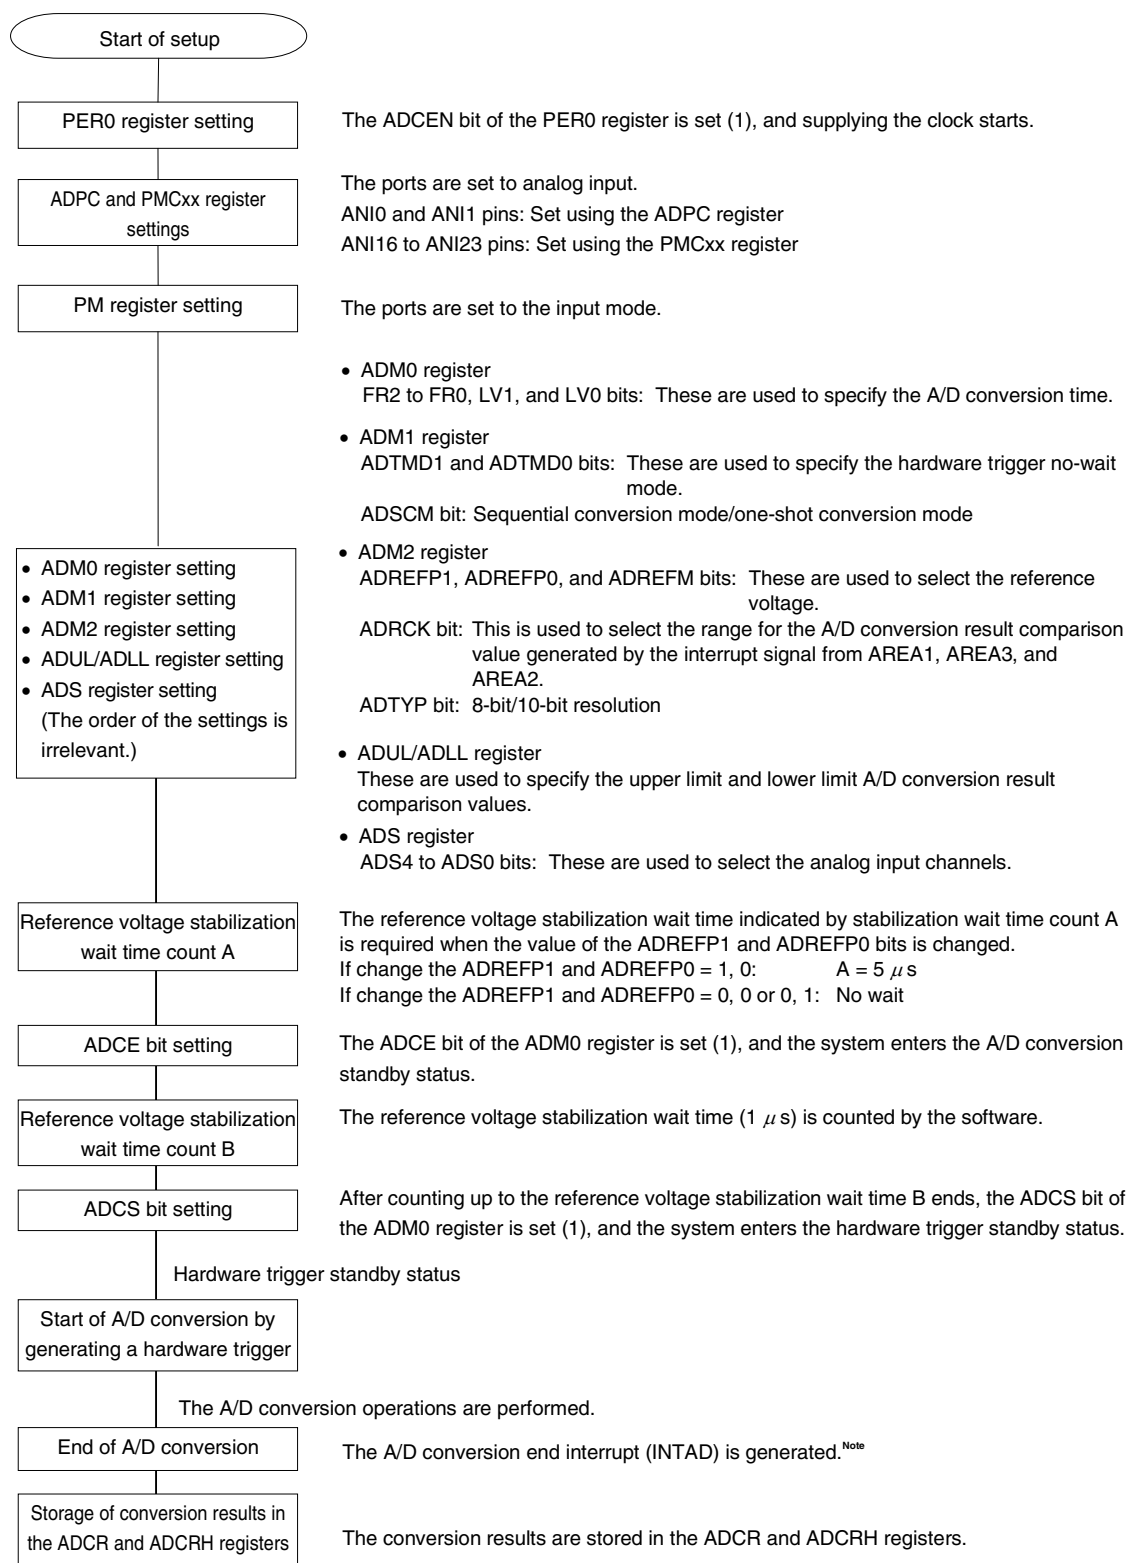 Start of setup
PER0 register setting
The ADCEN bit of the PER0 register is set (1), and supplying the clock starts.
ADPC and PMCxx register
settings
The ports are set to analog input.
ANI0 and ANI1 pins: Set using the ADPC register
ANI16 to ANI23 pins: Set using the PMCxx register
PM register setting
The ports are set to the input mode.
• ADM0 register
FR2 to FR0, LV1, and LV0 bits: These are used to specify the A/D conversion time.
• ADM1 register
ADTMD1 and ADTMD0 bits: These are used to specify the hardware trigger no-wait
mode.
ADSCM bit: Sequential conversion mode/one-shot conversion mode
• ADM0 register setting
• ADM1 register setting
• ADM2 register setting
• ADUL/ADLL register setting
• ADS register setting
(The order of the settings is
irrelevant.)
• ADM2 register
ADREFP1, ADREFP0, and ADREFM bits: These are used to select the reference
voltage.
ADRCK bit: This is used to select the range for the A/D conversion result comparison
value generated by the interrupt signal from AREA1, AREA3, and
AREA2.
ADTYP bit: 8-bit/10-bit resolution
• ADUL/ADLL register
These are used to specify the upper limit and lower limit A/D conversion result
comparison values.
• ADS register
ADS4 to ADS0 bits: These are used to select the analog input channels.
Reference voltage stabilization
wait time count A
The reference voltage stabilization wait time indicated by stabilization wait time count A
is required when the value of the ADREFP1 and ADREFP0 bits is changed.
If change the ADREFP1 and ADREFP0 = 1, 0: A = 5 μs
If change the ADREFP1 and ADREFP0 = 0, 0 or 0, 1: No wait
ADCE bit setting
The ADCE bit of the ADM0 register is set (1), and the system enters the A/D conversion
standby status.
Reference voltage stabilization
wait time count B
The reference voltage stabilization wait time (1 μs) is counted by the software.
ADCS bit setting
After counting up to the reference voltage stabilization wait time B ends, the ADCS bit of
the ADM0 register is set (1), and the system enters the hardware trigger standby status.
Hardware trigger standby status
Start of A/D conversion by
generating a hardware trigger
The A/D conversion operations are performed.
End of A/D conversion
The A/D conversion end interrupt (INTAD) is generated.Note
Storage of conversion results in
the ADCR and ADCRH registers
The conversion results are stored in the ADCR and ADCRH registers.